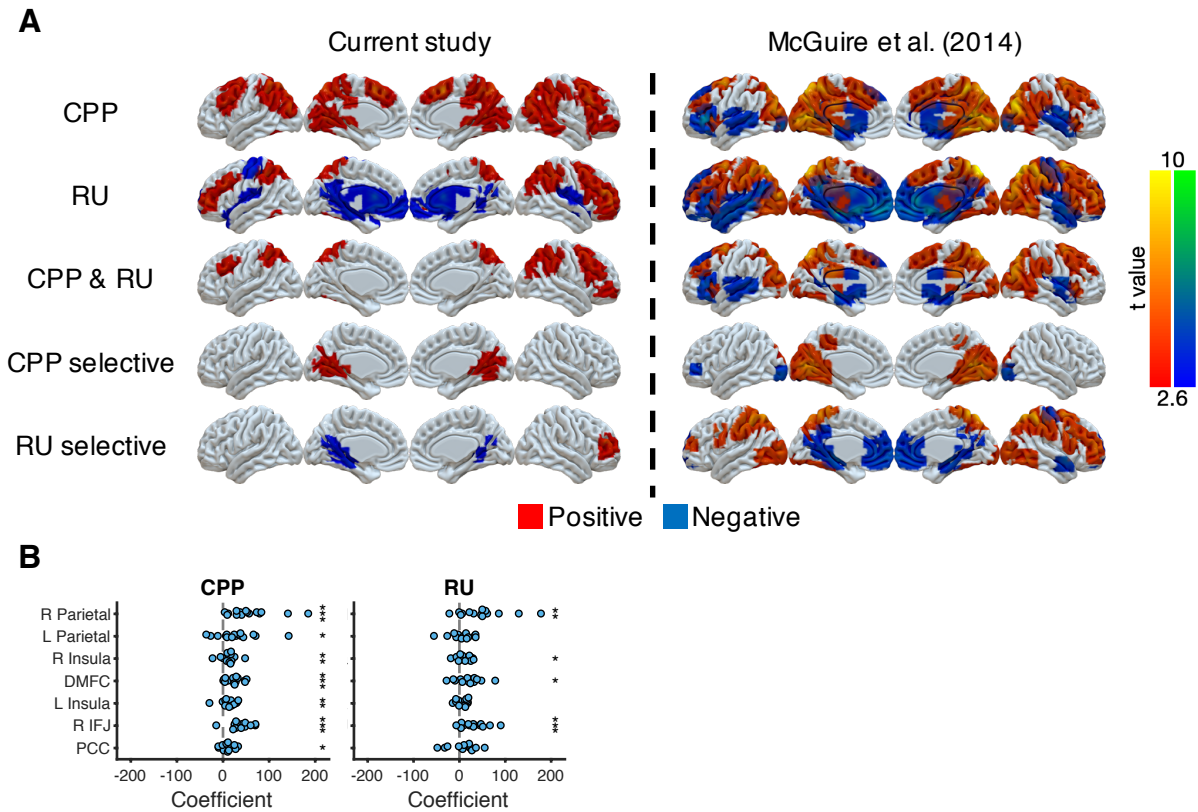 A
Current study
McGuire et al. (2014)
CPP
RU
CPP & RU
CPP selective
RU selective
10
t value
2.6
Positive
Negative
B
CPP
RU
R Parietal
L Parietal
R Insula
DMFC
L Insula
R IFJ
PCC
* * *
*
* *
* * *
* *
* * *
*
* *
*
*
* * *
-200 -100 0 100 200
-200 -100 0 100 200
Coefficient
Coefficient